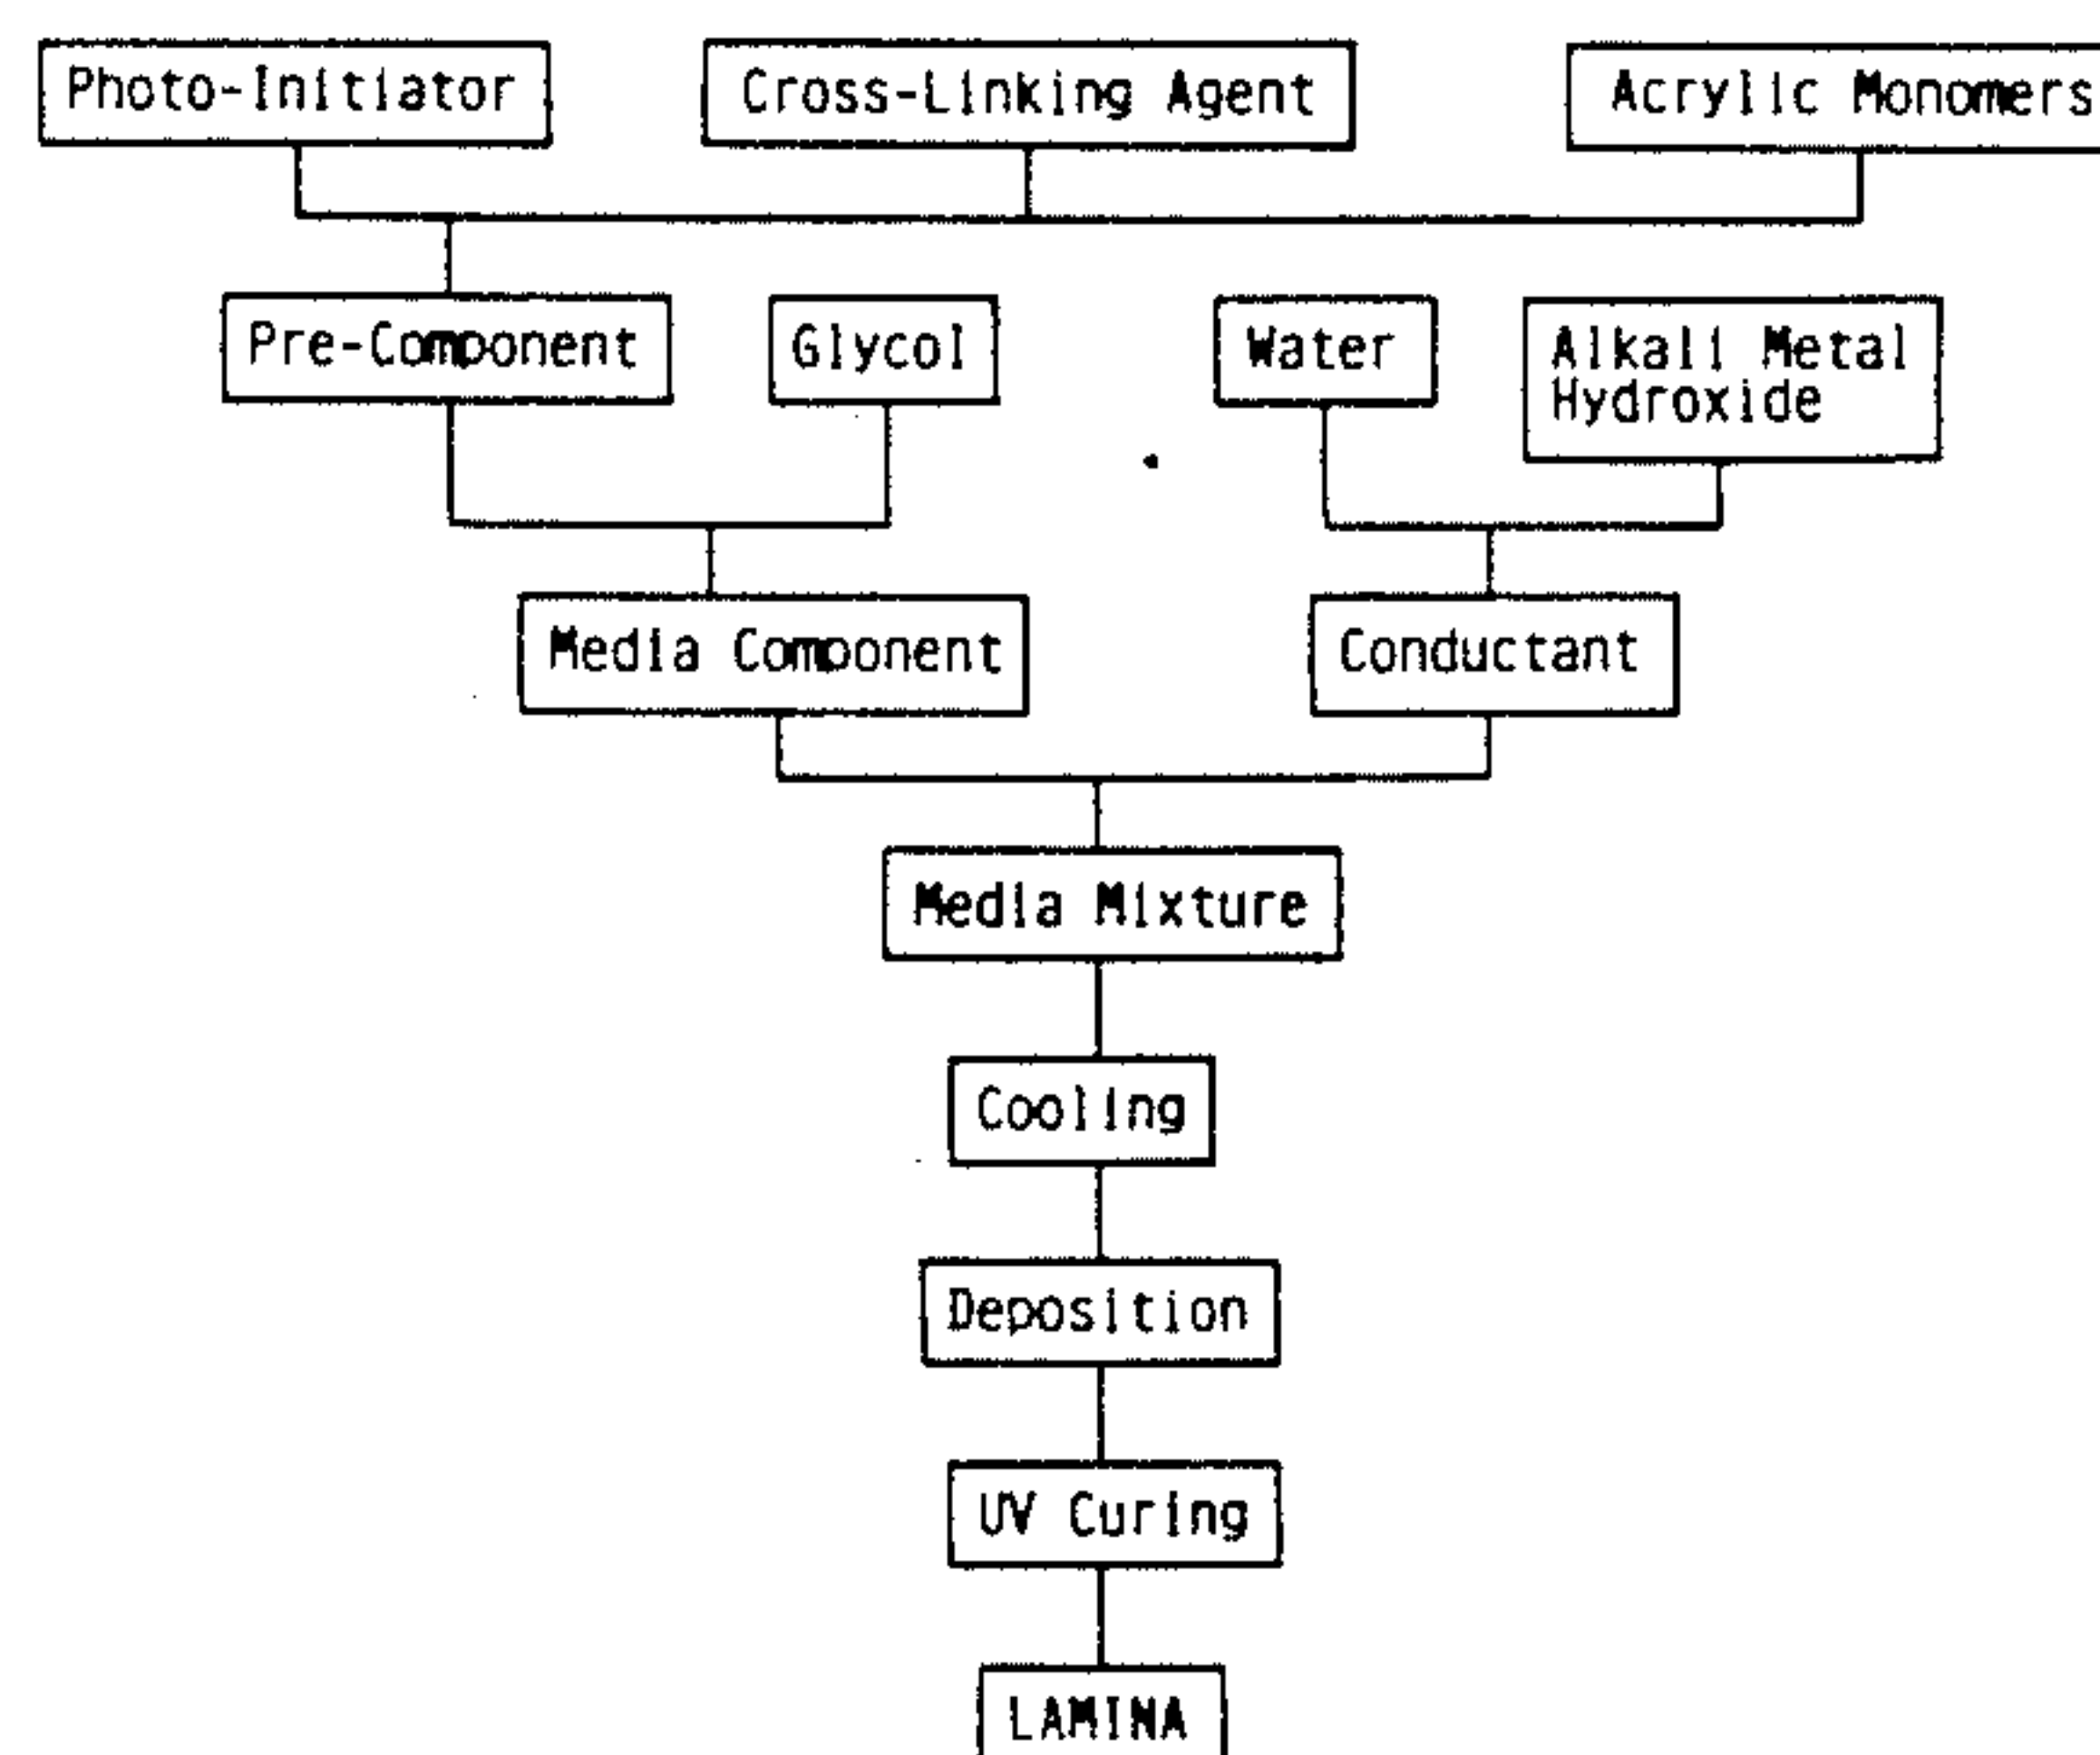 Photo-Initiator
Cross-Linking Agent
Acrylic Monomers
Pre-Component
Glycol
Water
Alkali Metal
Hydroxide
Media Component
Conductant
Media Mixture
Cooling
Deposition
UV Curing
LAMINA